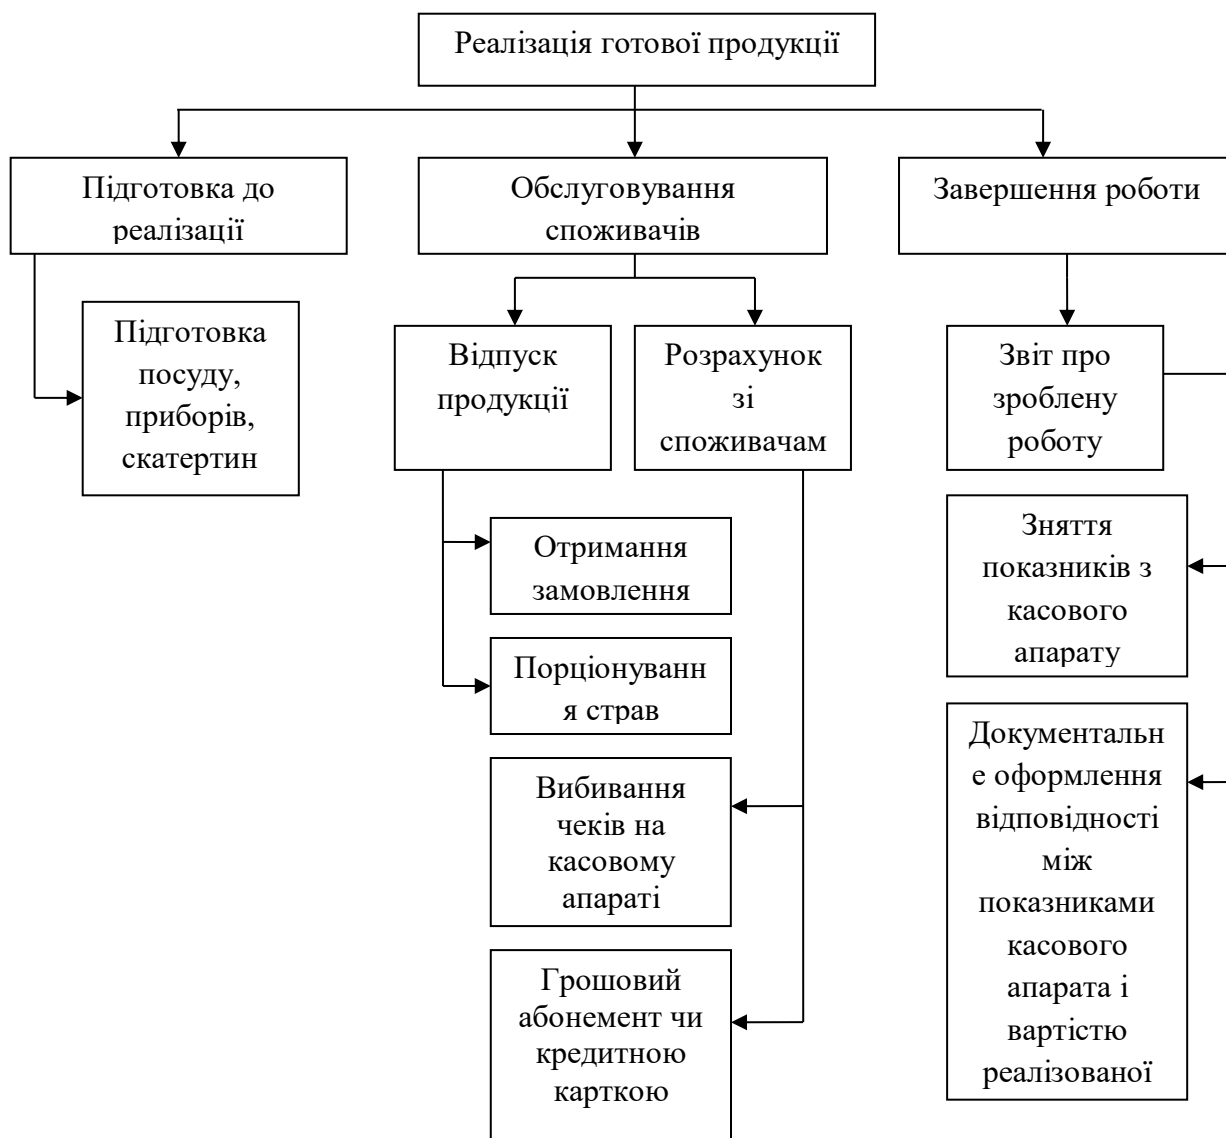 Реалізація готової продукції
Підготовка до
реалізації
Обслуговування
споживачів
Завершення роботи
Підготовка
посуду,
приборів,
скатертин
Відпуск
продукції
Розрахунок
зі
споживачам
Звіт про
зроблену
роботу
Отримання
замовлення
Порціонуванн
я страв
Вибивання
чеків на
касовому
апараті
Грошовий
абонемент чи
кредитною
карткою
Зняття
показників з
касового
апарату
Документальн
е оформлення
відповідності
між
показниками
касового
апарата і
вартістю
реалізованої